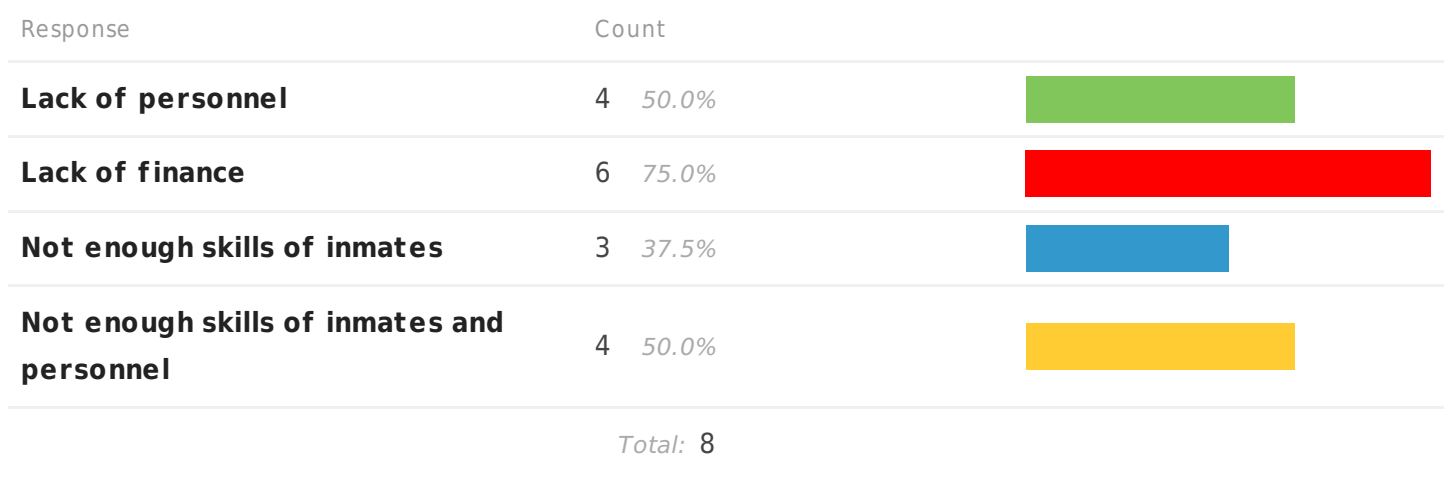 Response Count
Lack of personnel 4 50.0%
Lack of finance 6 75.0%
Not enough skills of inmates 3 37.5%
Not enough skills of inmates and
personnel 4 50.0%
Total: 8